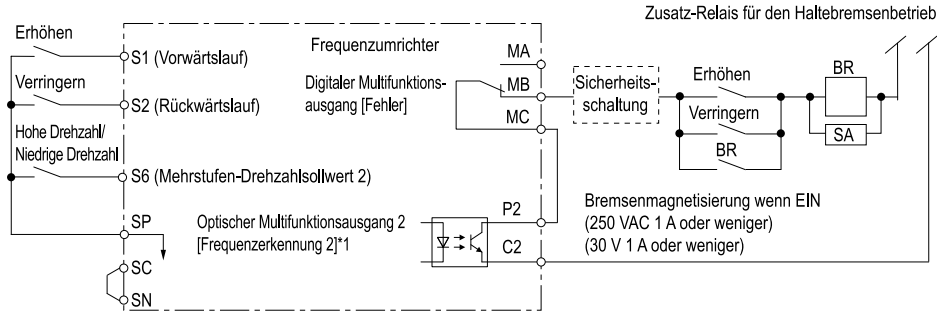 Zusatz-Relais für den Haltebremsenbetrieb
Erhöhen
S1 (Vorwärtslauf)
Frequenzumrichter
MA
Verringern
S2 (Rückwärtslauf)
Digitaler Multifunktions-
ausgang [Fehler]
MB
MC
Sicherheits-
schaltung
Erhöhen
Verringern
BR
BR
SA
Hohe Drehzahl/
Niedrige Drehzahl
S6 (Mehrstufen-Drehzahlsollwert 2)
SP
SC
SN
Optischer Multifunktionsausgang 2
[Frequenzerkennung 2]*1
P2
C2
Bremsenmagnetisierung wenn EIN
(250 VAC 1 A oder weniger)
(30 V 1 A oder weniger)